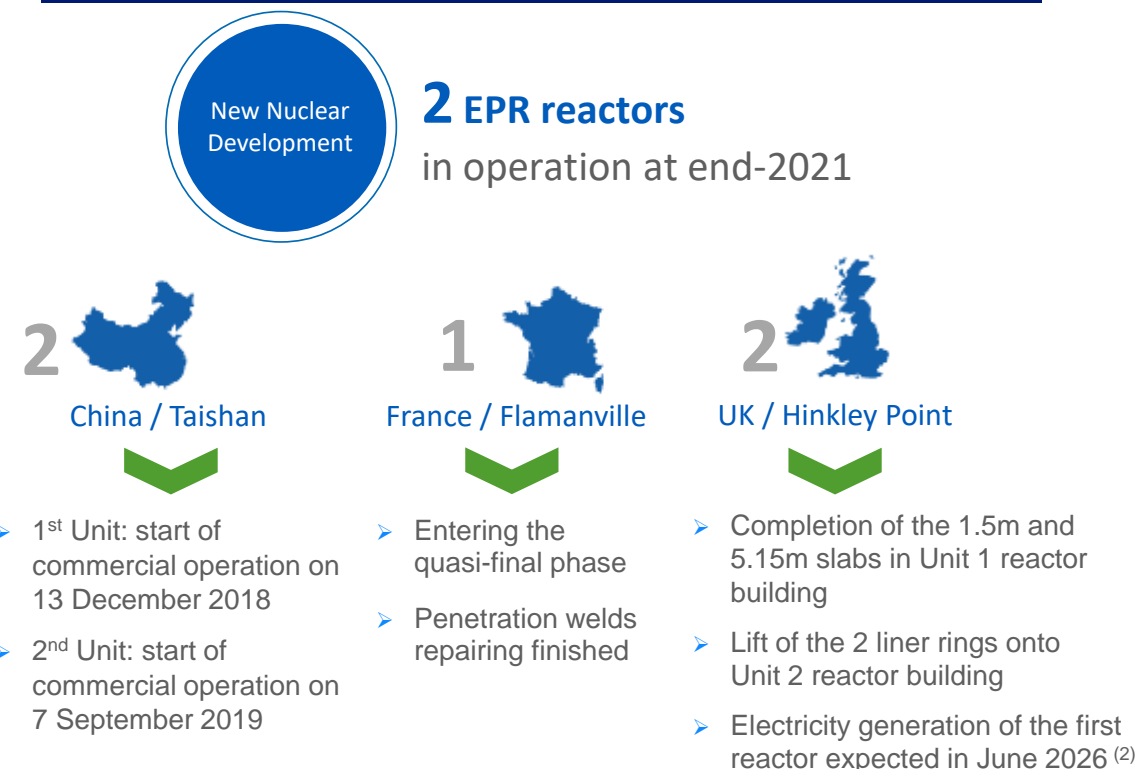 New Nuclear
Development
2 EPR reactors
in operation at end-2021
2
China / Taishan
➢ 1st Unit: start of
commercial operation on
13 December 2018
➢ 2nd Unit: start of
commercial operation on
7 September 2019
1
France / Flamanville
➢ Entering the
quasi-final phase
➢ Penetration welds
repairing finished
2
UK / Hinkley Point
➢ Completion of the 1.5m and
5.15m slabs in Unit 1 reactor
building
➢ Lift of the 2 liner rings onto
Unit 2 reactor building
➢ Electricity generation of the first
reactor expected in June 2026 (2)